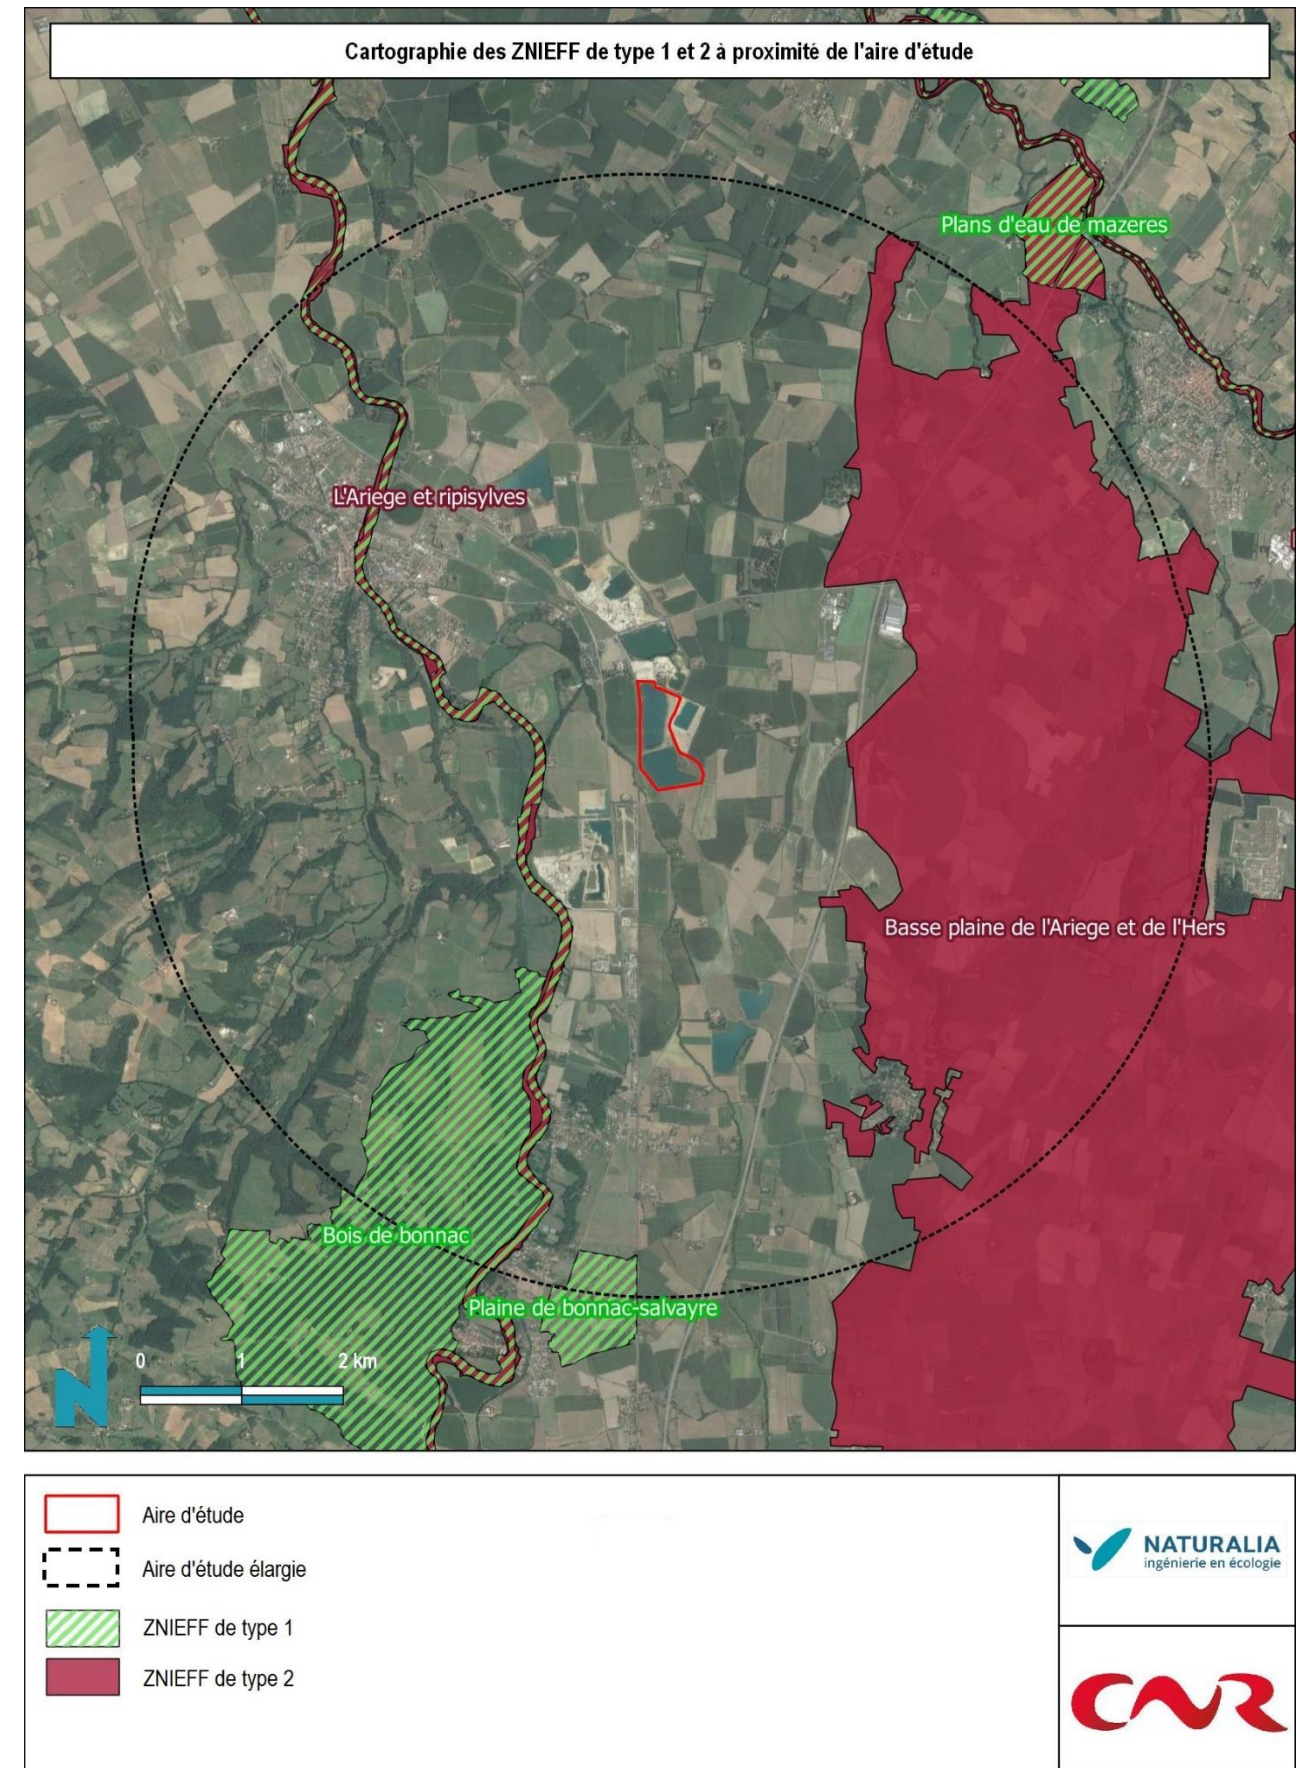 Cartographie des ZNIEFF de type 1 et 2 à proximité de l'aire d'étude
Plans d'eau de mazeres
L'Ariege et ripisylves
Basse plaine de l'Ariege et de l'Hers
Bois de bonnac
Plaine de bonnac-salvayre
0 1 2 km
N
Aire d'étude
Aire d'étude élargie
ZNIEFF de type 1
ZNIEFF de type 2
NATURALIA
ingénierie en écologie
CNR